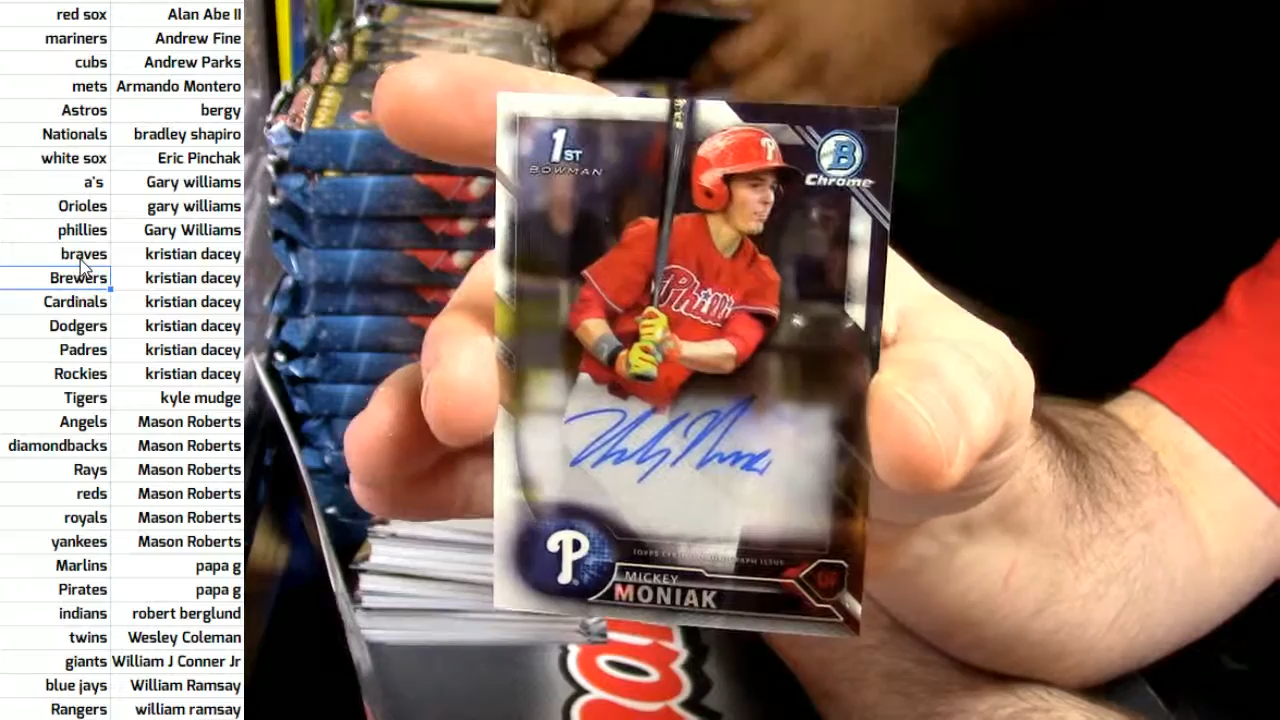 red sox Alan Abe II
mariners Andrew Fine
cubs Andrew Parks
mets Armando Montero
Astros bergy
Nationals bradley shapiro
white sox Eric Pinchak
a's Gary williams
Orioles gary williams
phillies Gary Williams
braves kristian dacey
Brewers kristian dacey
Cardinals kristian dacey
Dodgers kristian dacey
Padres kristian dacey
Rockies kristian dacey
Tigers kyle mudge
Angels Mason Roberts
diamondbacks Mason Roberts
Rays Mason Roberts
reds Mason Roberts
royals Mason Roberts
yankees Mason Roberts
Marlins papa g
Pirates papa g
indians robert berglund
twins Wesley Coleman
giants William J Conner Jr
blue jays William Ramsay
Rangers william ramsay
1ST
BOWMAN
B
Chrome
P
Phill
P
MICKEY
MONIAK